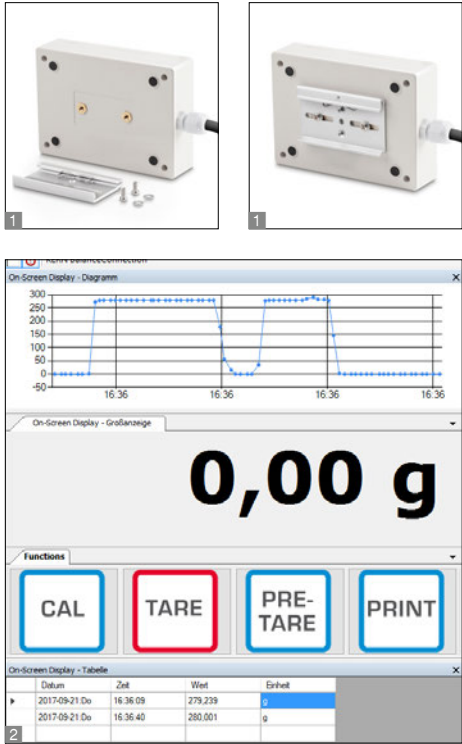 1
1
KERN BalanceConnection
On-Screen Display - Diagramm
300
250
200
150
100
50
0
-50
16:36
16:36
16:36
16:36
On-Screen Display - Großanzeige
0,00 g
Functions
CAL
TARE
PRE-
TARE
PRINT
On-Screen Display - Tabelle
Datum Zeit Wert Einheit
2017-09-21:Do 16:36:09 279,239 g
2017-09-21:Do 16:36:40 280,001 g
2